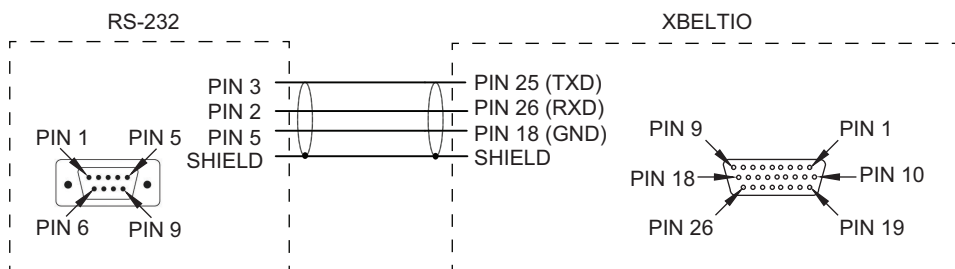 RS-232
XBELTIO
PIN 3
PIN 2
PIN 5
SHIELD
PIN 25 (TXD)
PIN 26 (RXD)
PIN 18 (GND)
SHIELD
PIN 1
PIN 5
PIN 6
PIN 9
PIN 9
PIN 1
PIN 18
PIN 10
PIN 26
PIN 19